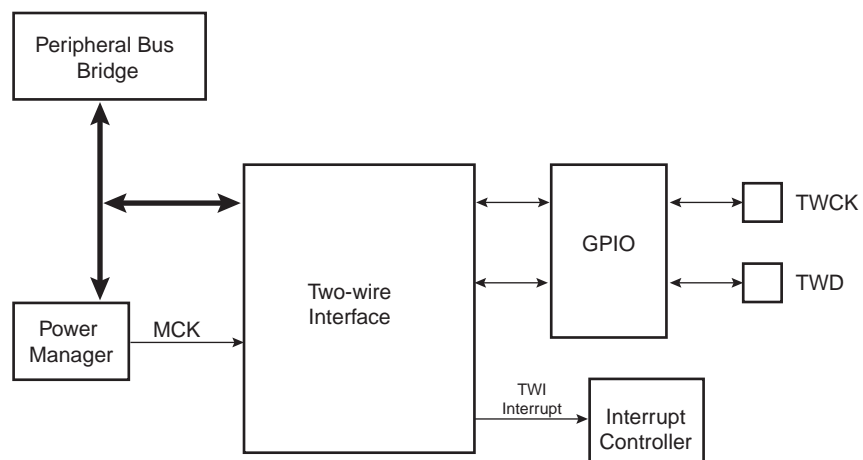 Peripheral Bus
Bridge
TWCK
GPIO
TWD
Two-wire
Interface
Power
Manager
MCK
TWI
Interrupt
Interrupt
Controller